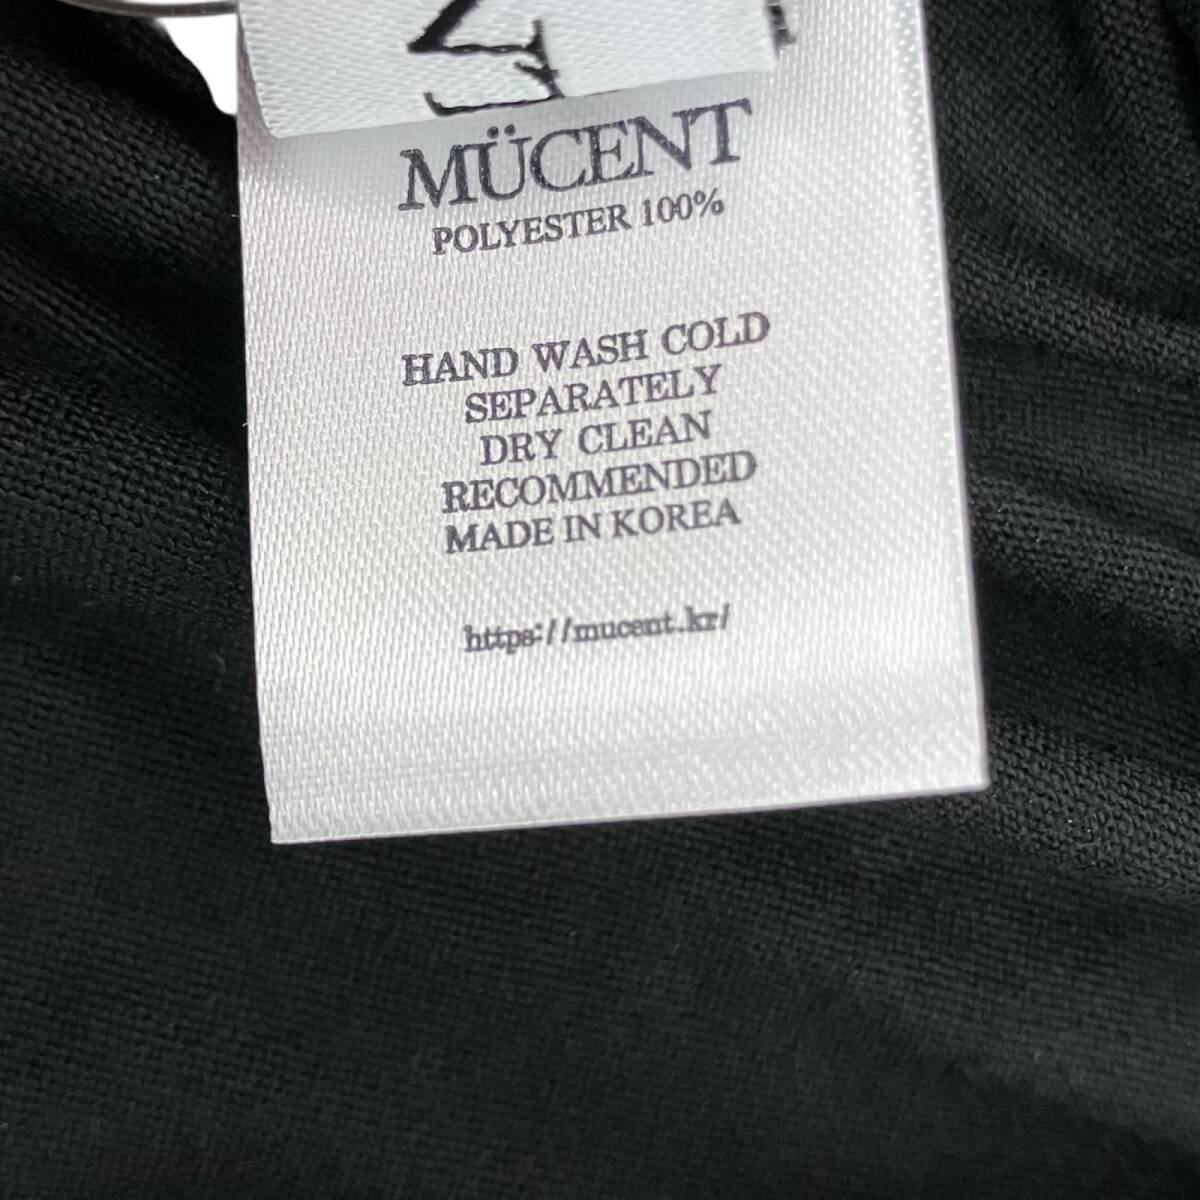 MÜCENT
POLYESTER 100%
HAND WASH COLD
SEPARATELY
DRY CLEAN
RECOMMENDED
MADE IN KOREA
https://mucent.kr/